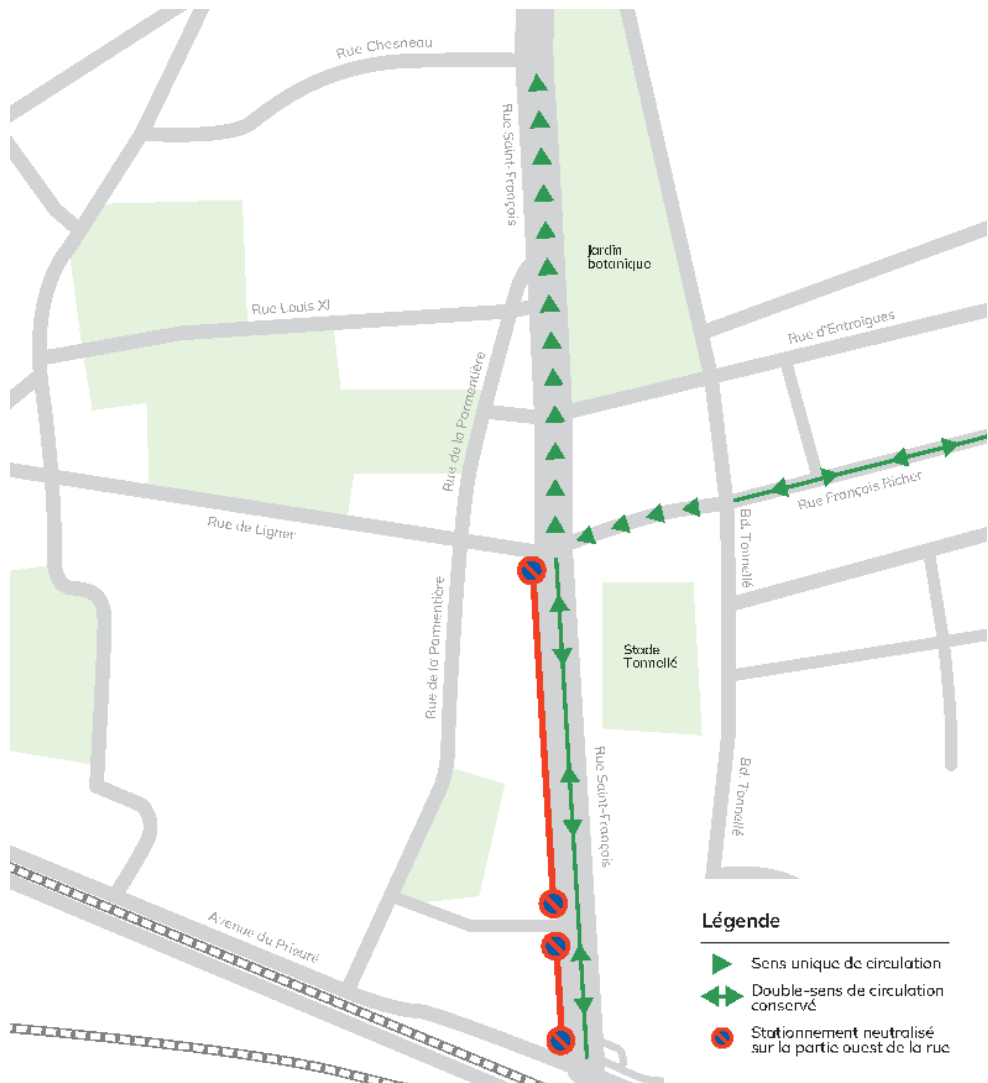 Rue Chesneau
Rue Saint-François
Jardin
botanique
Rue Louis XI
Rue d'Entraigues
Rue de la Parmentière
Rue François Richer
Rue de Ligner
Bd. Tonnellé
Rue de la Parmentière
Stade
Tonnellé
Rue Saint-François
Bd. Tonnellé
Avenue du Prieuré
Légende
Sens unique de circulation
Double-sens de circulation
conservé
Stationnement neutralisé
sur la partie ouest de la rue